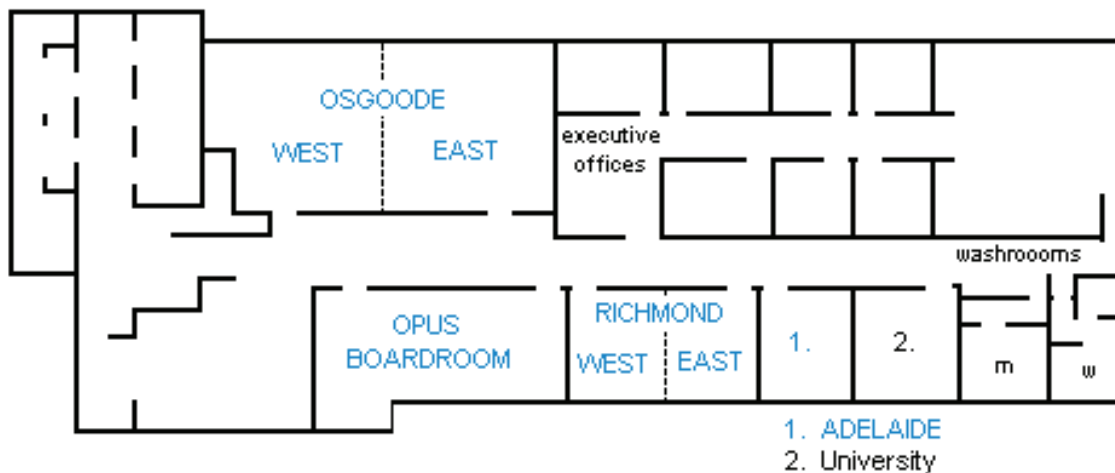 OSGOODE
WEST EAST
executive
offices
washroooms
OPUS
BOARDROOM
RICHMOND
WEST EAST
1.
2.
m
w
1. ADELAIDE
2. University